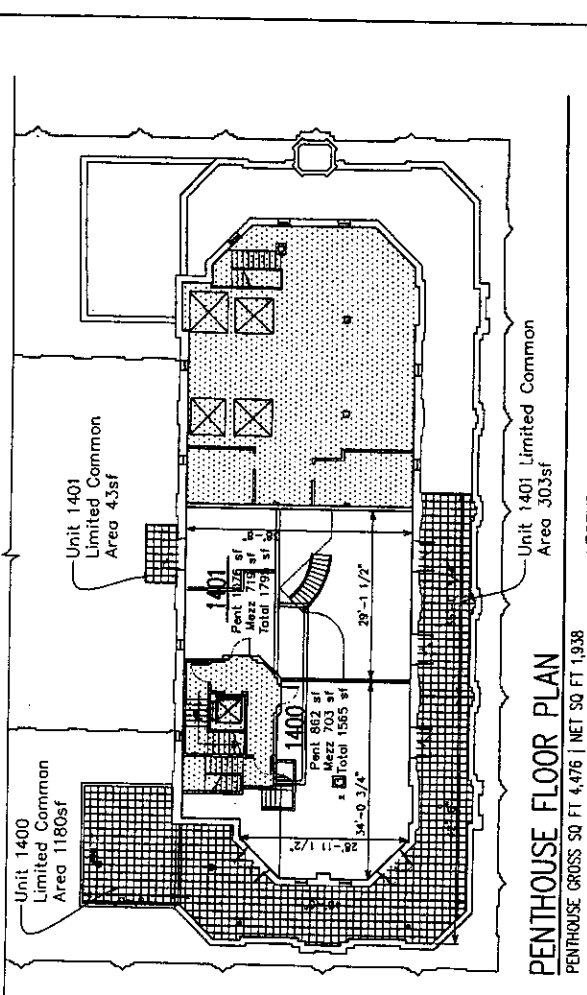 Unit 1400
Limited Common
Area 1180sf
Unit 1401
Limited Common
Area 43sf
1401
Pent
sf
Mezz 719 sf
Total
sf
1400
Pent 862 sf
Mezz 703 sf
Total 1565 sf
29'-1 1/2"
34'-0 3/4"
28'-11 1/2"
Unit 1401 Limited Common
Area 303sf
PENTHOUSE FLOOR PLAN
PENTHOUSE GROSS SQ FT 4,476 | NET SQ FT 1,938